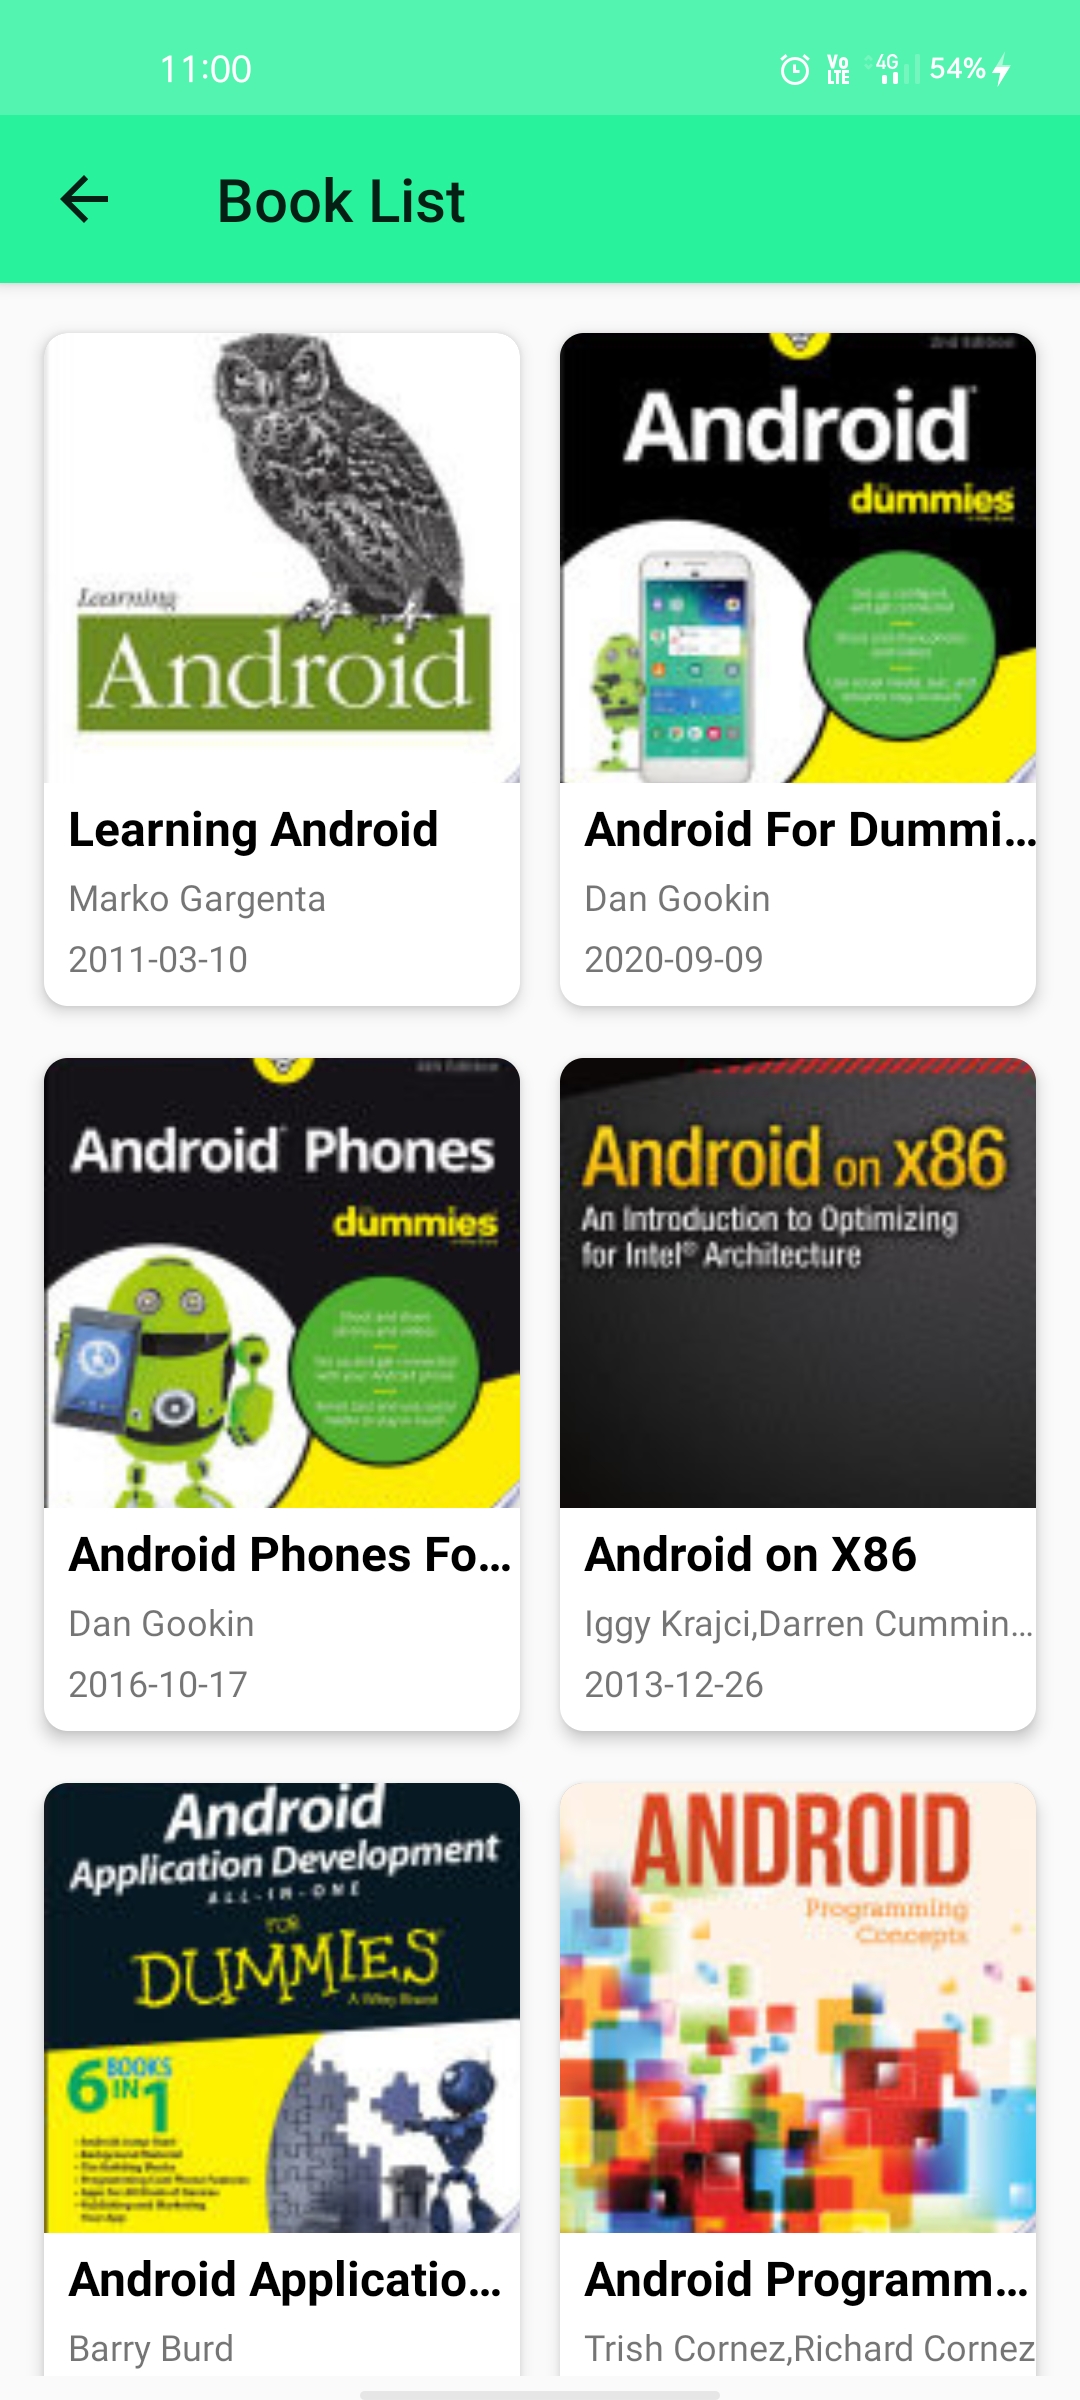 11:00
Vo
LTE
4G
54%
Book List
Learning
Android
Learning Android
Marko Gargenta
2011-03-10
Android
dummies
Android For Dummi...
Dan Gookin
2020-09-09
Android Phones
dummies
Android Phones Fo...
Dan Gookin
2016-10-17
Android on x86
An Introduction to Optimizing
for Intel® Architecture
Android on X86
Iggy Krajci,Darren Cummin...
2013-12-26
Android
Application Development
ALL-IN-ONE
FOR
DUMMIES
A Wiley Brand
6 BOOKS
IN 1
Android Applicatio...
Barry Burd
ANDROID
Programming
Concepts
Android Programm...
Trish Cornez,Richard Cornez